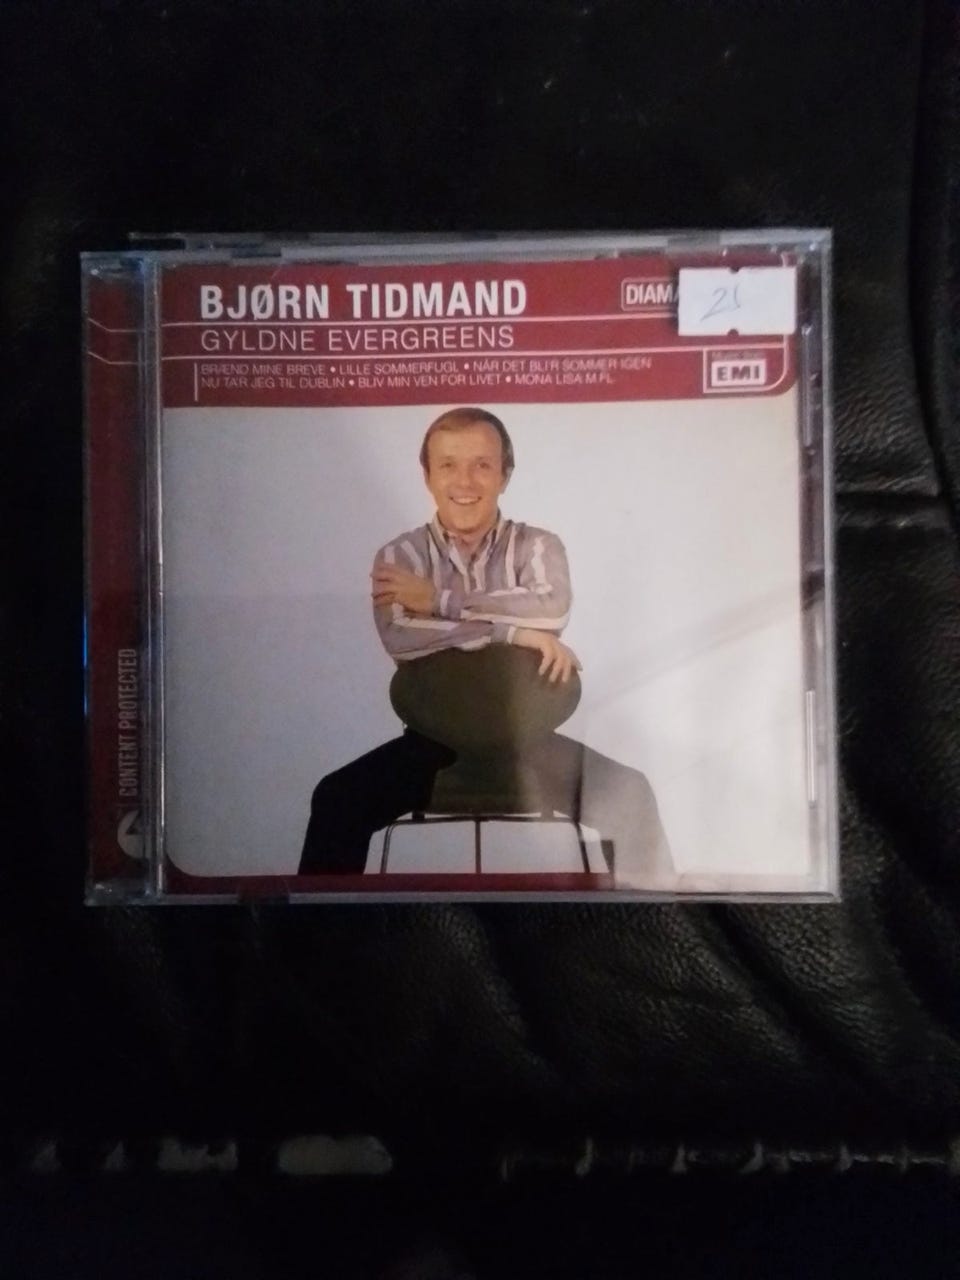 BJØRN TIDMAND
GYLDNE EVERGREENS
BRÆND MINE BREVE • LILLE SOMMERFUGL • NÅR DET BLI'R SOMMER IGEN
NU TA'R JEG TIL DUBLIN • BLIV MIN VEN FOR LIVET • MONA LISA M.FL.
DIAMA
21
EMI
CONTENT PROTECTED